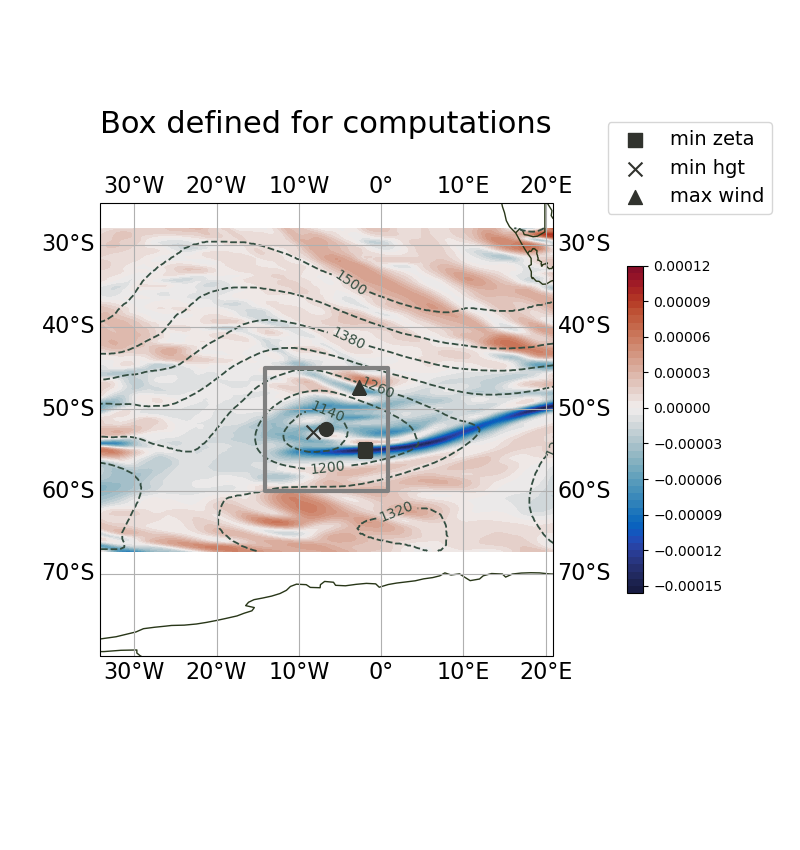 Box defined for computations
min zeta
min hgt
max wind
30°W 20°W 10°W 0° 10°E 20°E
30°S 30°S
40°S 40°S
50°S 50°S
60°S 60°S
70°S 70°S
1500
1380
1260
1140
1200
1320
30°W 20°W 10°W 0° 10°E 20°E
0.00012
0.00009
0.00006
0.00003
0.00000
−0.00003
−0.00006
−0.00009
−0.00012
−0.00015